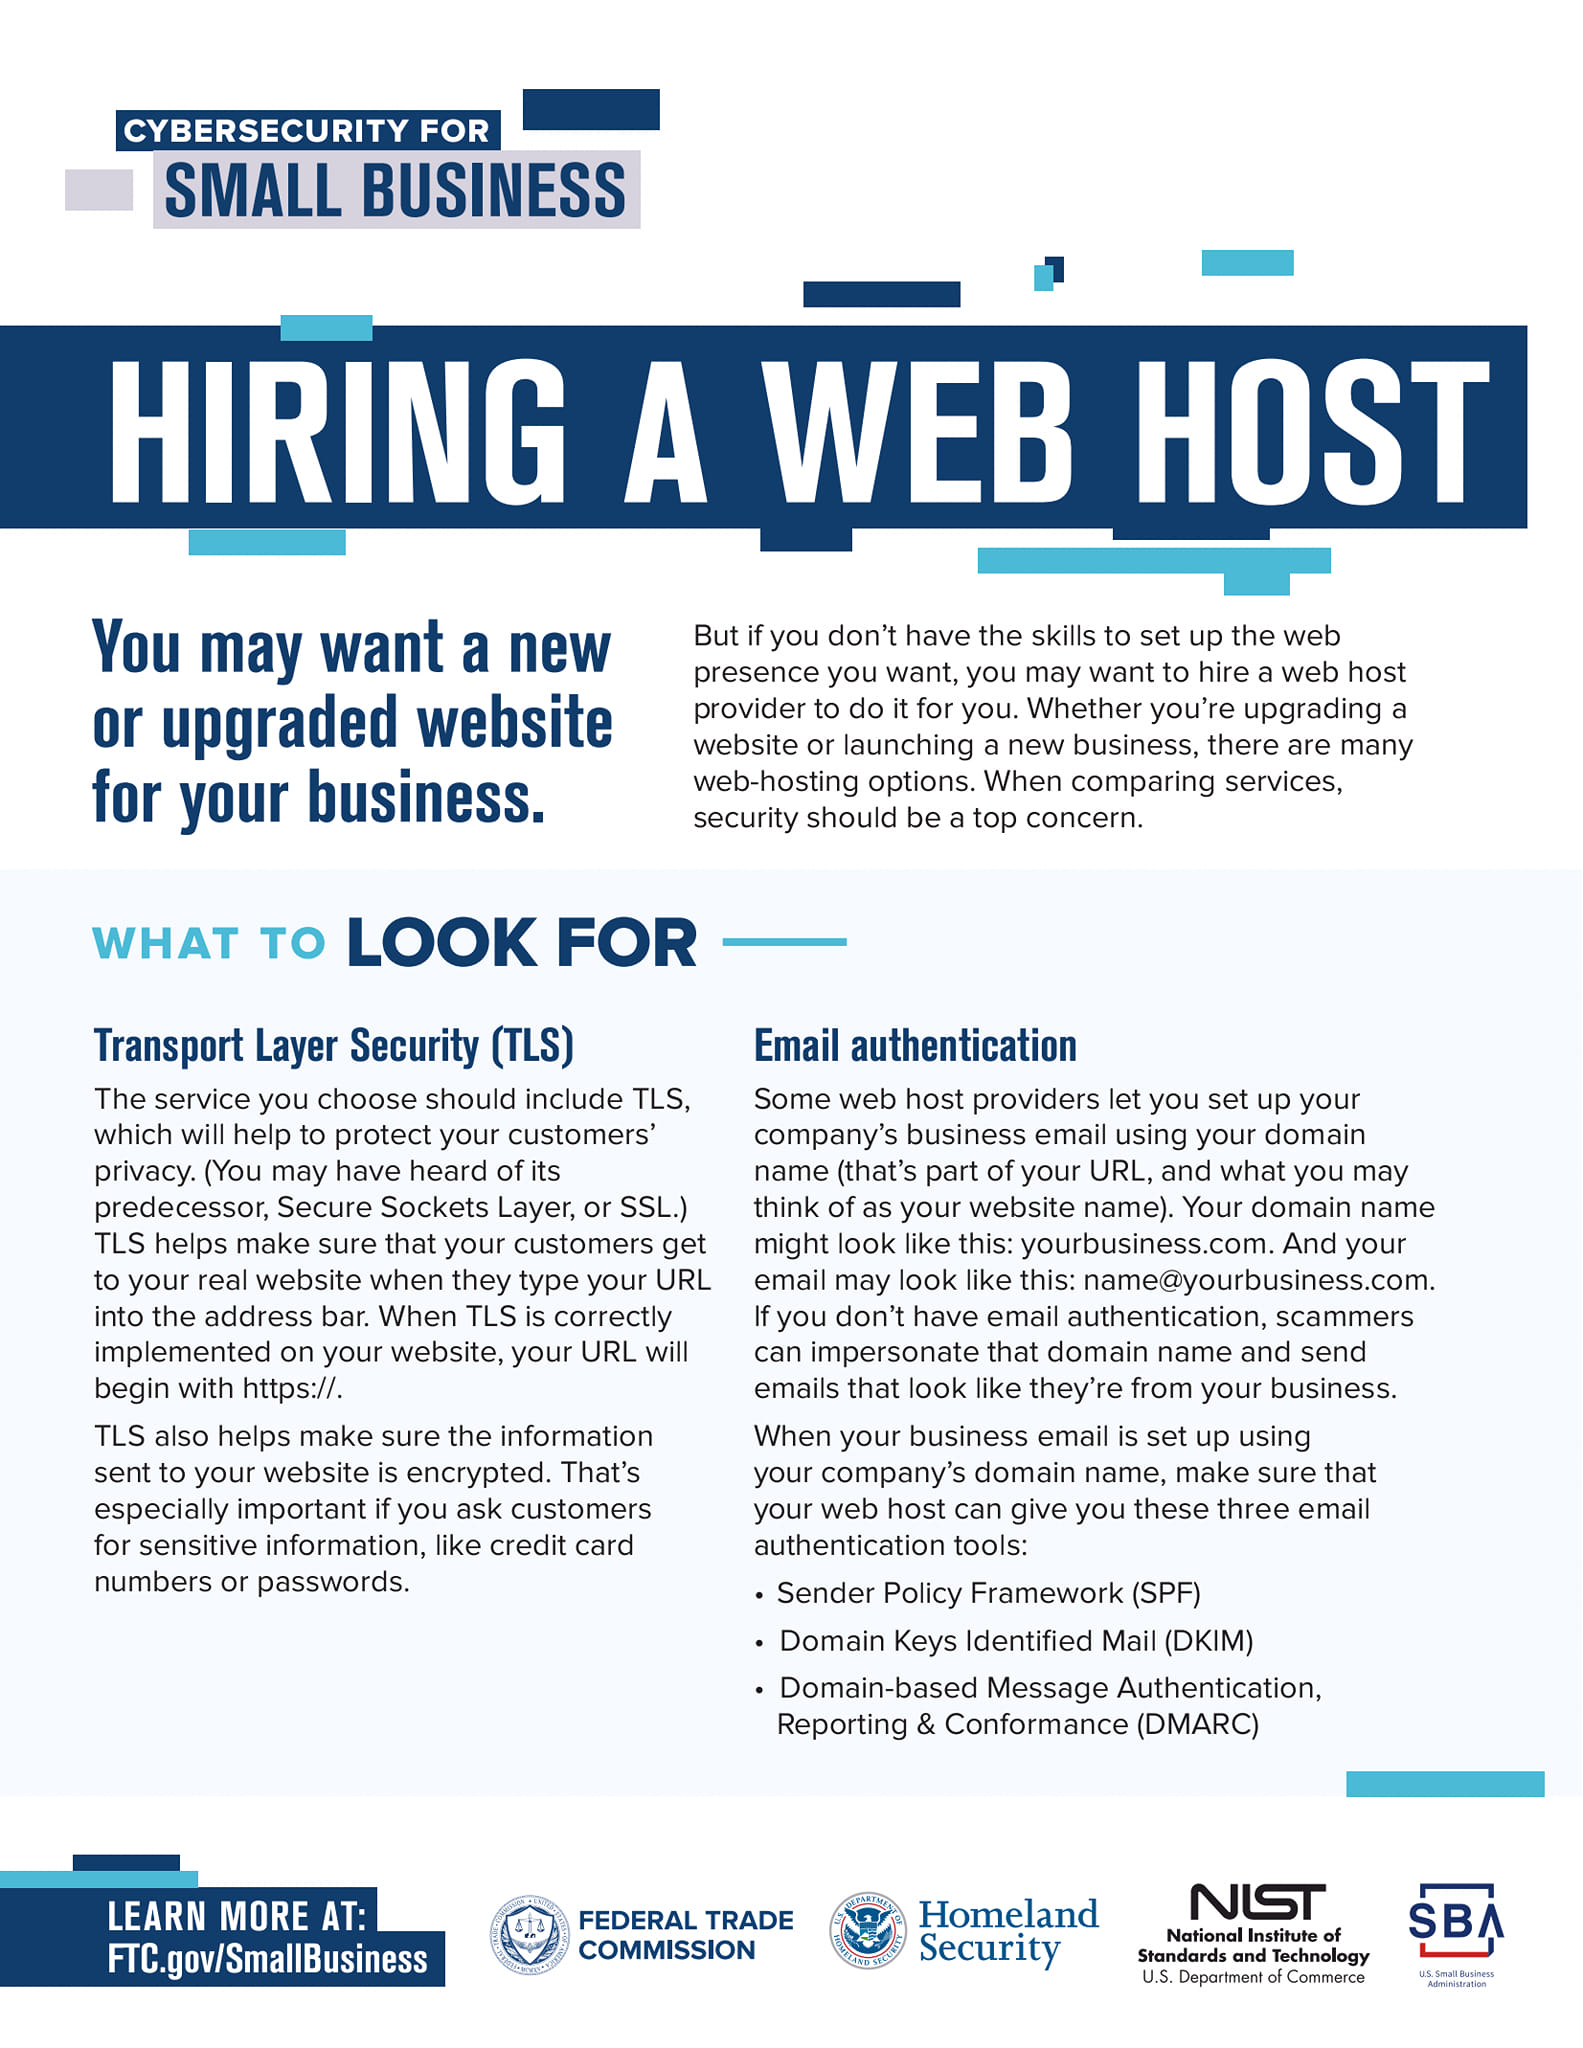 CYBERSECURITY FOR
SMALL BUSINESS
HIRING A WEB HOST
You may want a new
or upgraded website
for your business.
But if you don’t have the skills to set up the web
presence you want, you may want to hire a web host
provider to do it for you. Whether you’re upgrading a
website or launching a new business, there are many
web-hosting options. When comparing services,
security should be a top concern.
WHAT TO LOOK FOR
Transport Layer Security (TLS)
The service you choose should include TLS,
which will help to protect your customers’
privacy. (You may have heard of its
predecessor, Secure Sockets Layer, or SSL.)
TLS helps make sure that your customers get
to your real website when they type your URL
into the address bar. When TLS is correctly
implemented on your website, your URL will
begin with https://.
TLS also helps make sure the information
sent to your website is encrypted. That’s
especially important if you ask customers
for sensitive information, like credit card
numbers or passwords.
Email authentication
Some web host providers let you set up your
company’s business email using your domain
name (that’s part of your URL, and what you may
think of as your website name). Your domain name
might look like this: yourbusiness.com. And your
email may look like this: name@yourbusiness.com.
If you don’t have email authentication, scammers
can impersonate that domain name and send
emails that look like they’re from your business.
When your business email is set up using
your company’s domain name, make sure that
your web host can give you these three email
authentication tools:
• Sender Policy Framework (SPF)
• Domain Keys Identified Mail (DKIM)
• Domain-based Message Authentication,
Reporting & Conformance (DMARC)
LEARN MORE AT:
FTC.gov/SmallBusiness
FEDERAL TRADE
COMMISSION
U.S. DEPARTMENT OF
HOMELAND SECURITY
Homeland
Security
NIST
National Institute of
Standards and Technology
U.S. Department of Commerce
SBA
U.S. Small Business
Administration